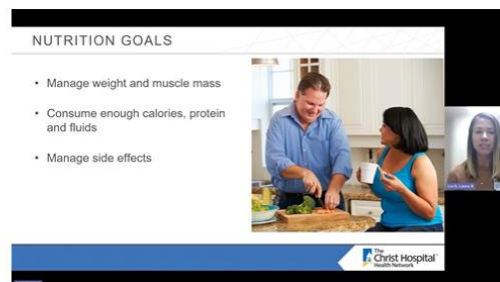 NUTRITION GOALS
• Manage weight and muscle mass
• Consume enough calories, protein
and fluids
• Manage side effects
The
Christ Hospital
Health Network